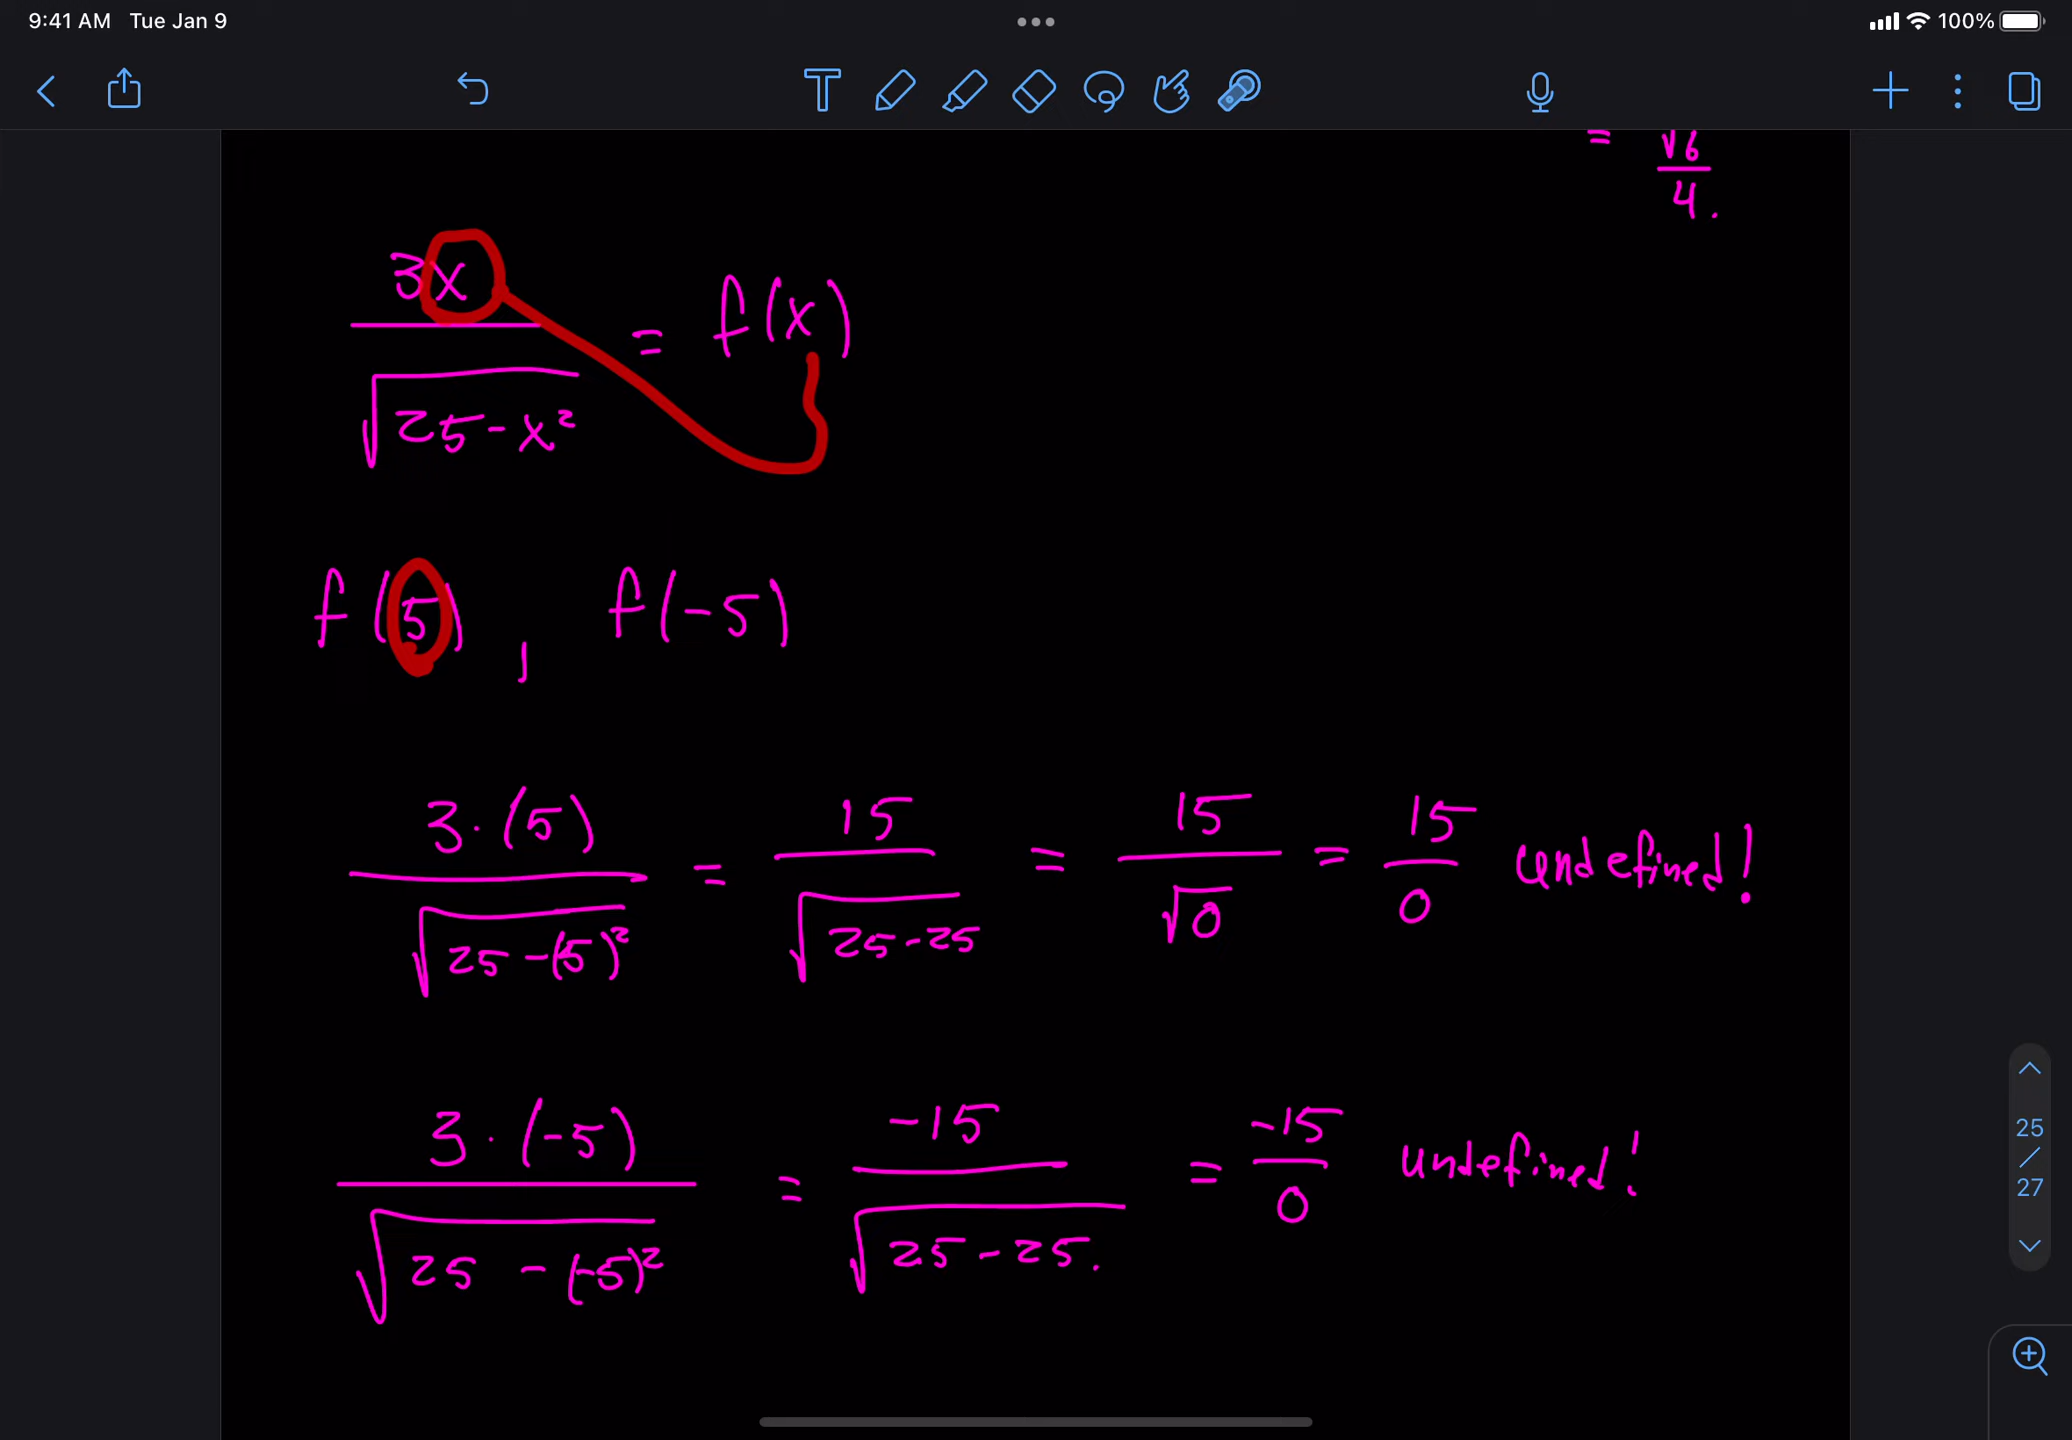 9:41 AM Tue Jan 9 100%
= √6/4.
3x/√(25-x²) = f(x)
f(5), f(-5)
3·(5)/√(25-(5)²) = 15/√(25-25) = 15/√0 = 15/0 undefined!
3·(-5)/√(25-(-5)²) = -15/√(25-25). = -15/0 undefined!
25/27